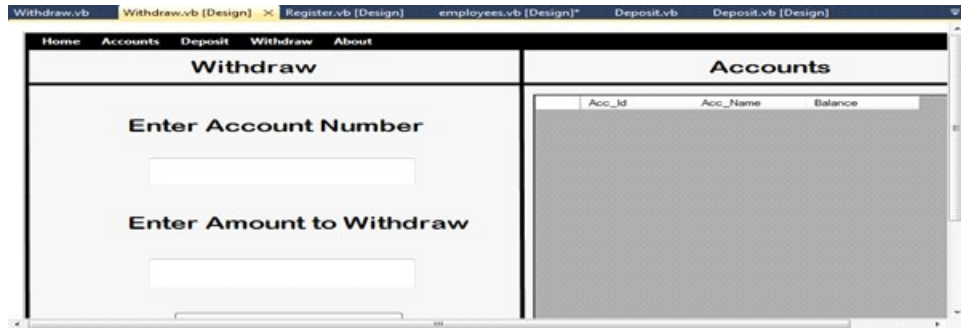 Withdraw.vb Withdraw.vb [Design] Register.vb [Design] employees.vb [Design]* Deposit.vb Deposit.vb [Design]
Home Accounts Deposit Withdraw About
Withdraw
Accounts
Acc_Id Acc_Name Balance
Enter Account Number
Enter Amount to Withdraw